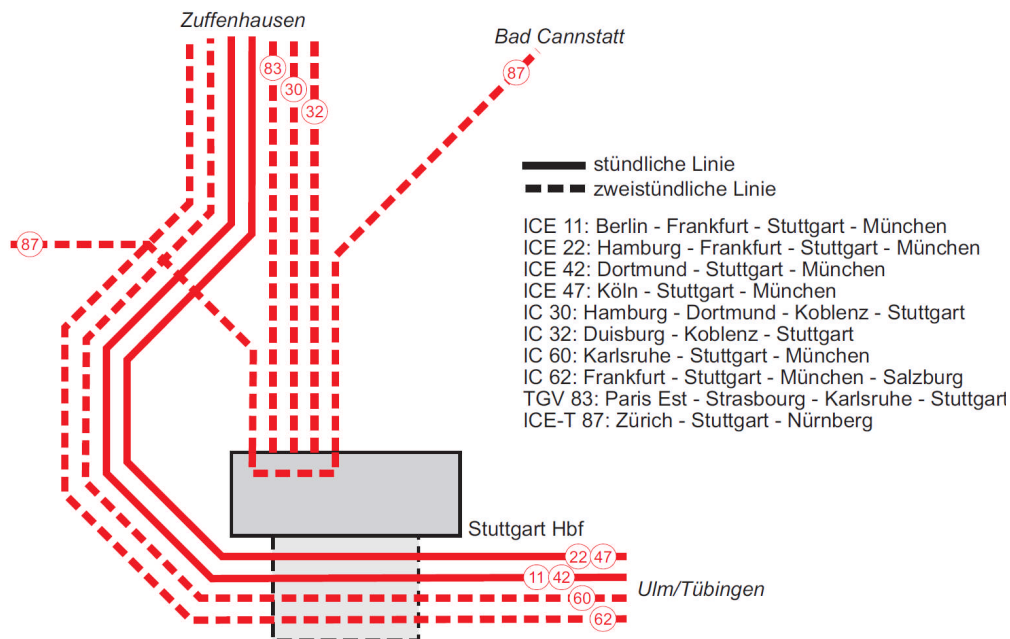 Zuffenhausen
Bad Cannstatt
83
30
32
87
stündliche Linie
zweistündliche Linie
87
ICE 11: Berlin - Frankfurt - Stuttgart - München
ICE 22: Hamburg - Frankfurt - Stuttgart - München
ICE 42: Dortmund - Stuttgart - München
ICE 47: Köln - Stuttgart - München
IC 30: Hamburg - Dortmund - Koblenz - Stuttgart
IC 32: Duisburg - Koblenz - Stuttgart
IC 60: Karlsruhe - Stuttgart - München
IC 62: Frankfurt - Stuttgart - München - Salzburg
TGV 83: Paris Est - Strasbourg - Karlsruhe - Stuttgart
ICE-T 87: Zürich - Stuttgart - Nürnberg
Stuttgart Hbf
22 47
11 42
Ulm/Tübingen
60
62